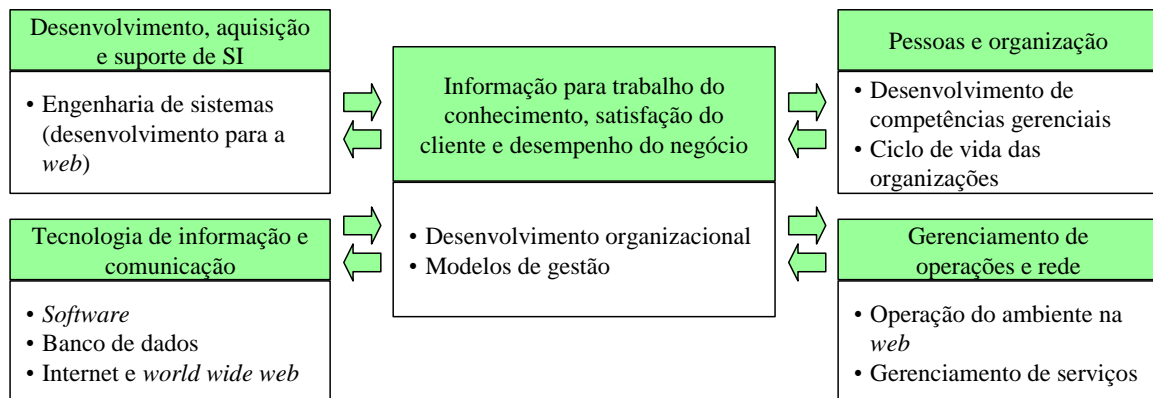 Desenvolvimento, aquisição
e suporte de SI
• Engenharia de sistemas
(desenvolvimento para a
web)
Tecnologia de informação e
comunicação
• Software
• Banco de dados
• Internet e world wide web
Informação para trabalho do
conhecimento, satisfação do
cliente e desempenho do negócio
• Desenvolvimento organizacional
• Modelos de gestão
Pessoas e organização
• Desenvolvimento de
competências gerenciais
• Ciclo de vida das
organizações
Gerenciamento de
operações e rede
• Operação do ambiente na
web
• Gerenciamento de serviços